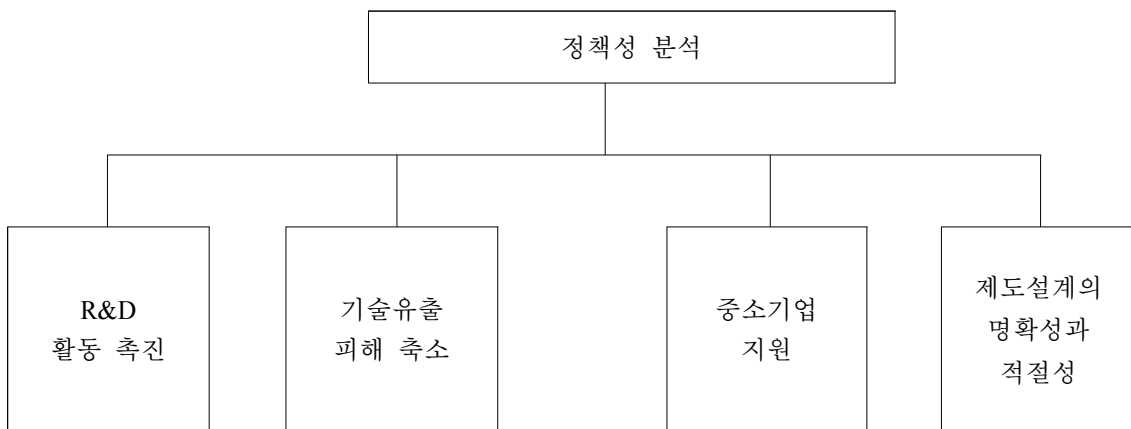 정책성 분석
R&D
활동 촉진
기술유출
피해 축소
중소기업
지원
제도설계의
명확성과
적절성